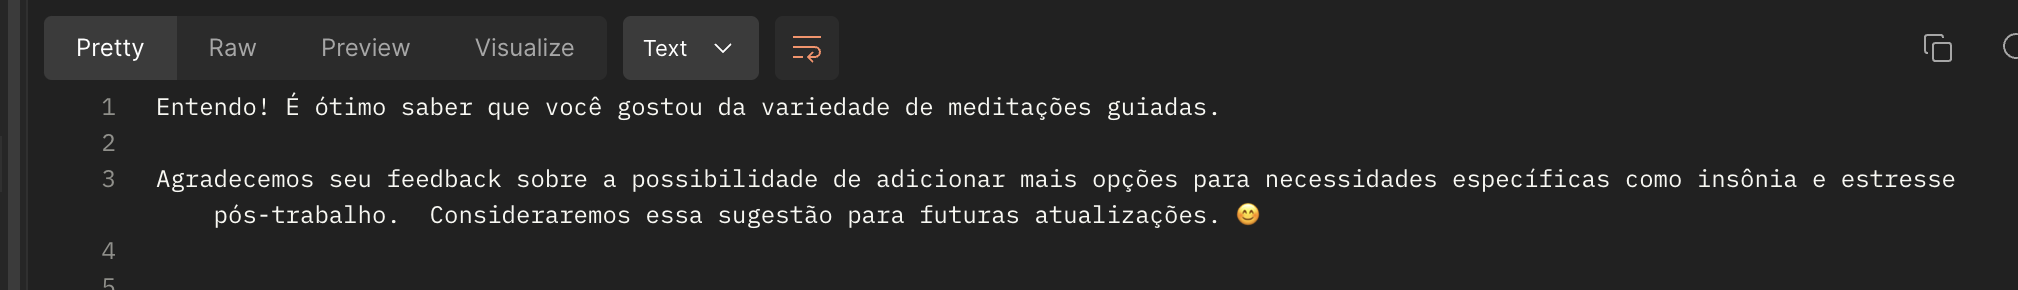 Pretty Raw Preview Visualize Text
1 Entendo! É ótimo saber que você gostou da variedade de meditações guiadas.
2
3 Agradecemos seu feedback sobre a possibilidade de adicionar mais opções para necessidades específicas como insônia e estresse
pós-trabalho.  Consideraremos essa sugestão para futuras atualizações. 😊
4
5